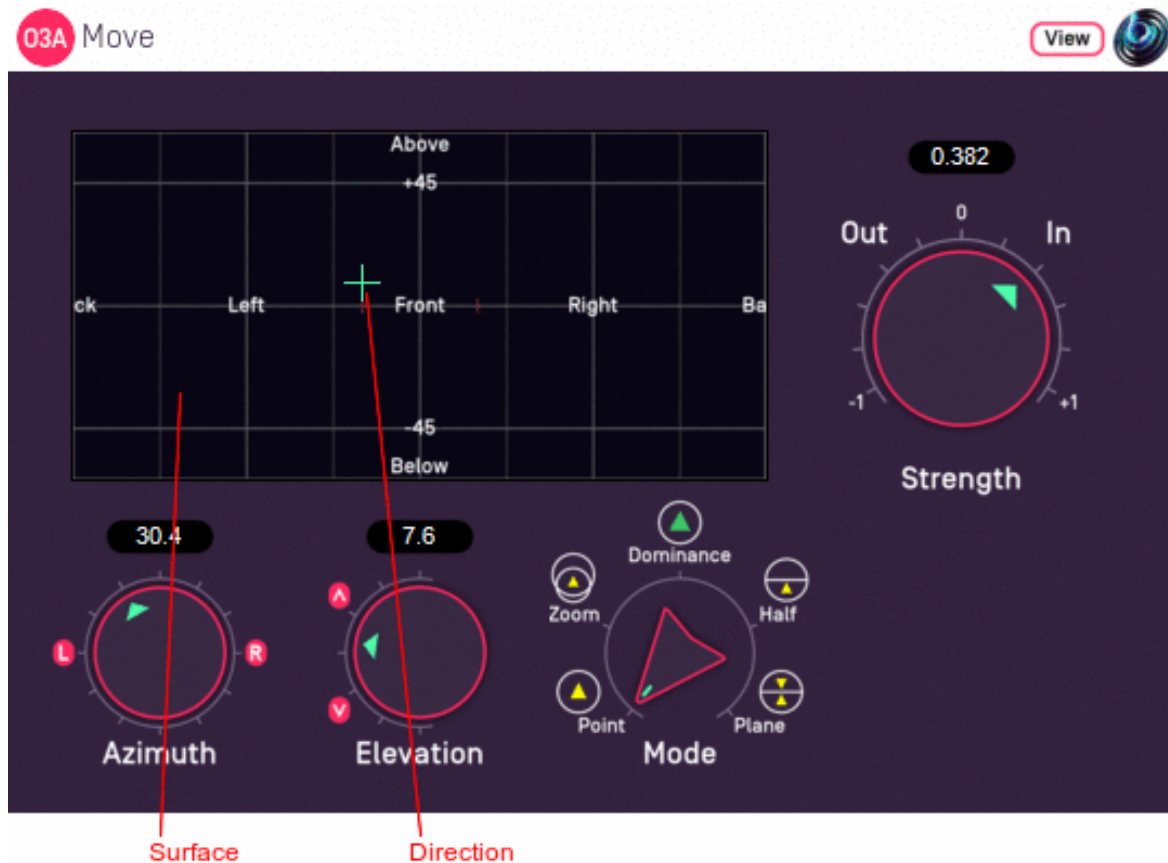 O3A Move
View
Above
+45
ck Left Front Right Ba
-45
Below
0.382
0
Out In
-1 +1
Strength
30.4
7.6
Dominance
Zoom Half
Point Plane
L R
Azimuth Elevation Mode
Surface Direction